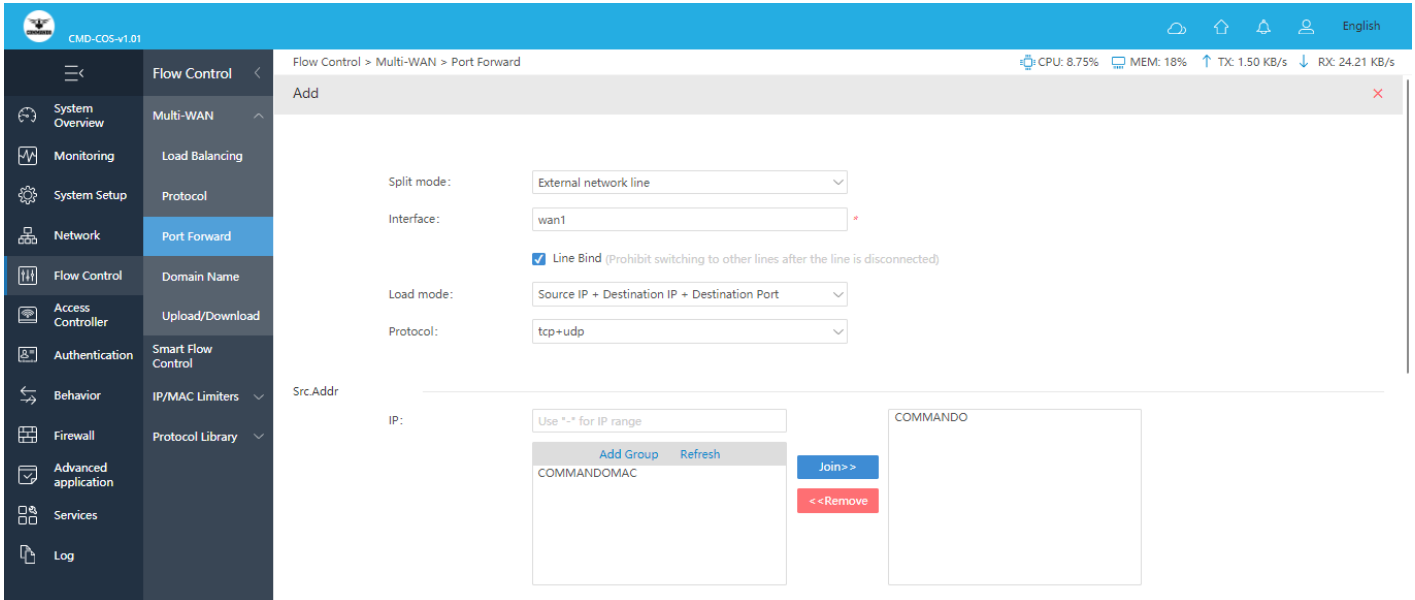 COMMANDO
CMD-COS-v1.01
English
Flow Control
Flow Control > Multi-WAN > Port Forward
CPU: 8.75%
MEM: 18%
TX: 1.50 KB/s
RX: 24.21 KB/s
System
Overview
Monitoring
System Setup
Network
Flow Control
Access
Controller
Authentication
Behavior
Firewall
Advanced
application
Services
Log
Multi-WAN
Load Balancing
Protocol
Port Forward
Domain Name
Upload/Download
Smart Flow
Control
IP/MAC Limiters
Protocol Library
Add
Split mode:
External network line
Interface:
wan1
*
Line Bind (Prohibit switching to other lines after the line is disconnected)
Load mode:
Source IP + Destination IP + Destination Port
Protocol:
tcp+udp
Src.Addr
IP:
Use "-" for IP range
Add Group
Refresh
COMMANDOMAC
Join>>
<<Remove
COMMANDO